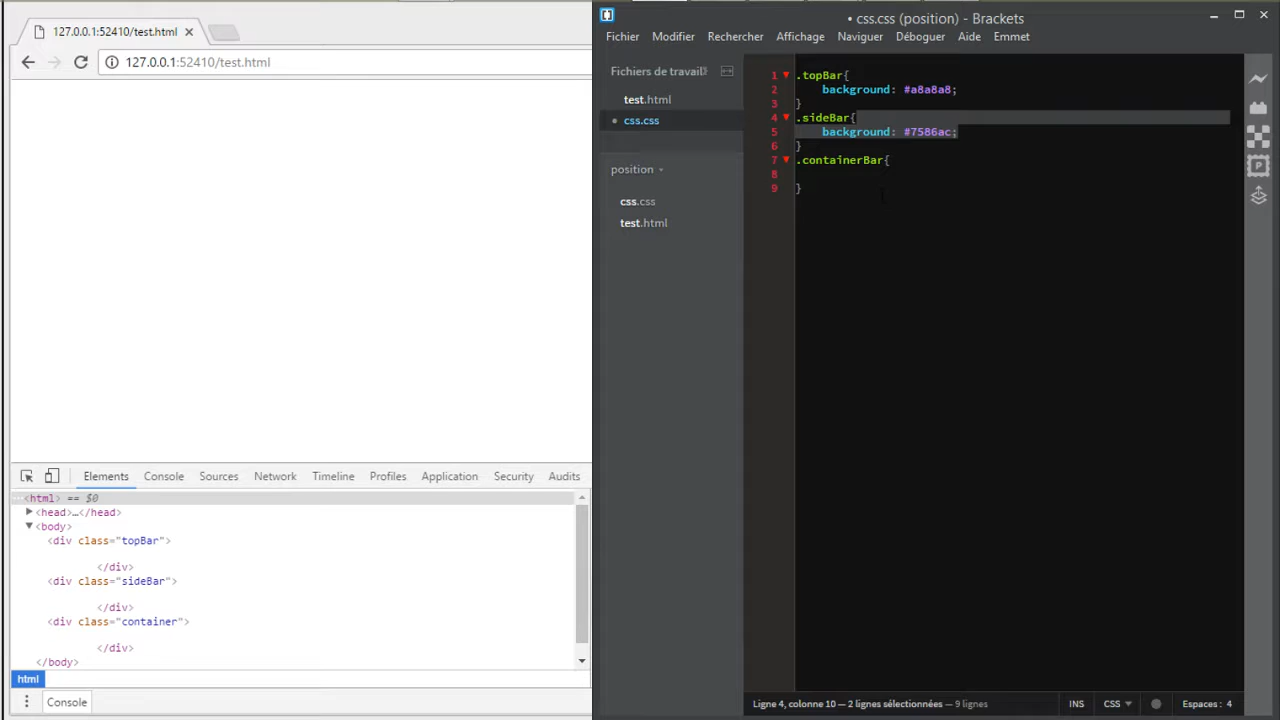 127.0.0.1:52410/test.html
127.0.0.1:52410/test.html
Elements Console Sources Network Timeline Profiles Application Security Audits
<html> == $0
<head>…</head>
<body>
<div class="topBar">
</div>
<div class="sideBar">
</div>
<div class="container">
</div>
</body>
html
Console
• css.css (position) - Brackets
Fichier Modifier Rechercher Affichage Naviguer Déboguer Aide Emmet
Fichiers de travail
test.html
css.css
position
css.css
test.html
1 .topBar{
2 background: #a8a8a8;
3 }
4 .sideBar{
5 background: #7586ac;
6 }
7 .containerBar{
8
9 }
Ligne 4, colonne 10 — 2 lignes sélectionnées — 9 lignes INS CSS Espaces : 4